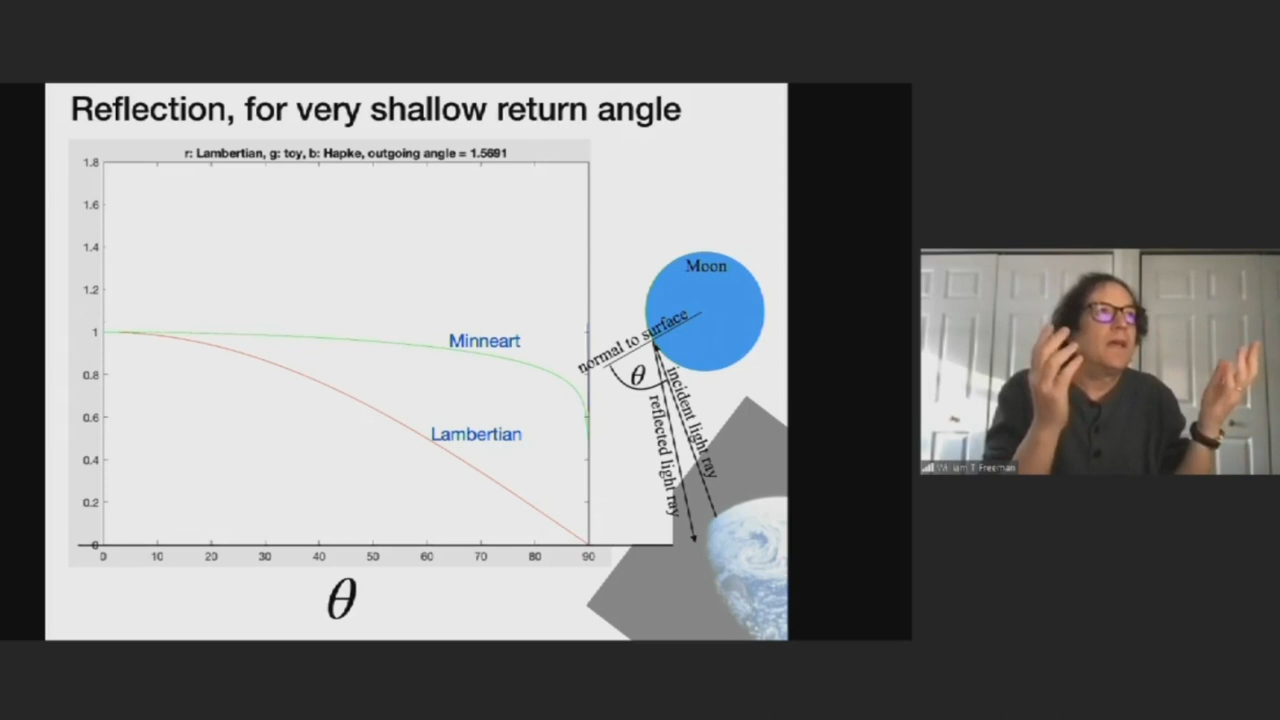 Reflection, for very shallow return angle
r: Lambertian, g: toy, b: Hapke, outgoing angle = 1.5691
1.8
1.6
1.4
1.2
1
0.8
0.6
0.4
0.2
0
Minneart
Lambertian
0 10 20 30 40 50 60 70 80 90
θ
Moon
normal to surface
θ
incident light ray
reflected light ray
William T Freeman